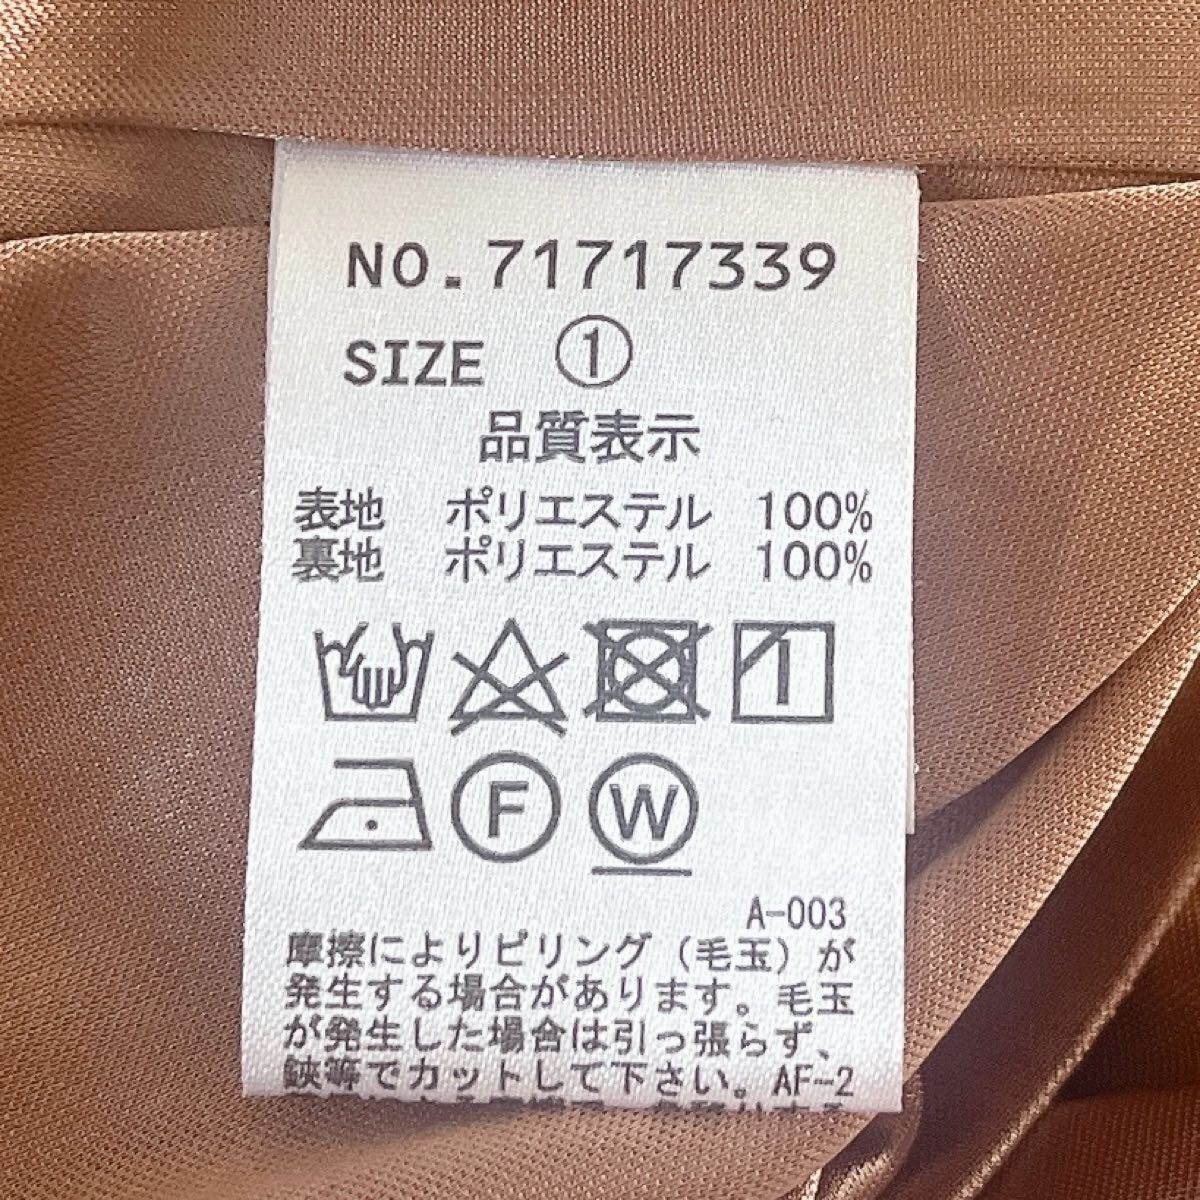 NO.71717339
SIZE ①
品質表示
表地 ポリエステル 100%
裏地 ポリエステル 100%
F W
A-003
摩擦によりピリング(毛玉)が
発生する場合があります。毛玉
が発生した場合は引っ張らず、
鋏等でカットして下さい。AF-2